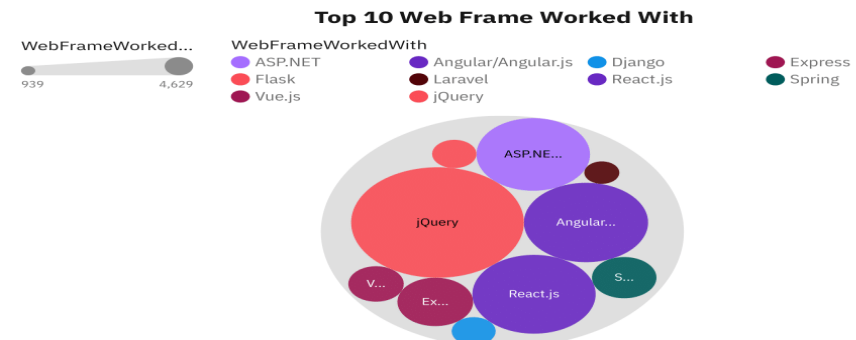 Top 10 Web Frame Worked With
WebFrameWorked...
939 4,629
WebFrameWorkedWith
ASP.NET Angular/Angular.js Django Express
Flask Laravel React.js Spring
Vue.js jQuery
ASP.NE...
jQuery Angular...
V... Ex... React.js S...